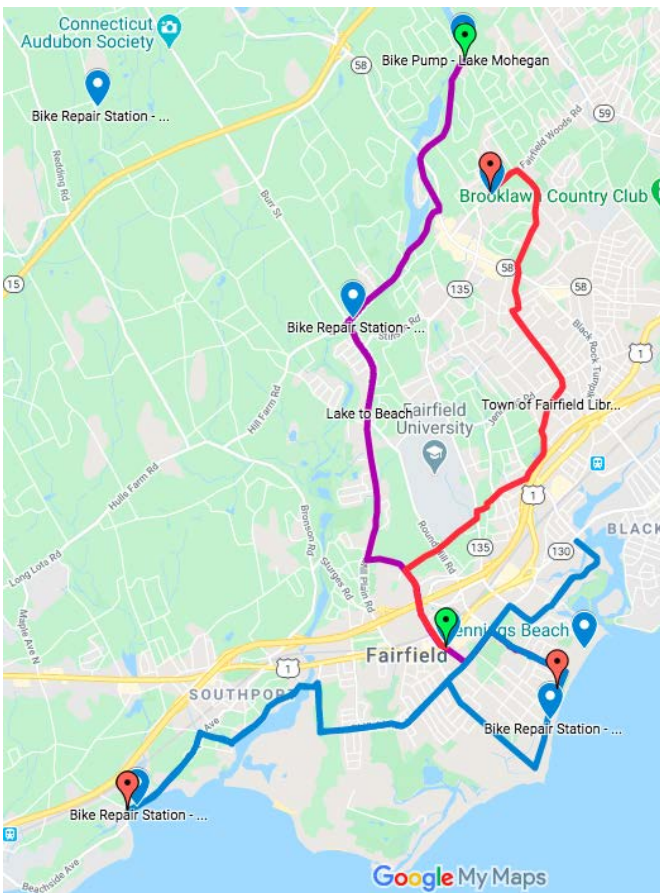 Connecticut
Audubon Society
58
Bike Pump - Lake Mohegan
Bike Repair Station - ...
59
Fairfield Woods Rd
Redding Rd
Burr St
Brooklawn Country Club
15
135
58
58
Bike Repair Station - ...
Black Rock Turnpik
1
Hill Farm Rd
Jennings Rd
Lake to Beach
Fairfield
University
Town of Fairfield Libr...
Hulls Farm Rd
1
Bronson Rd
Round Hill Rd
135
130
BLACK
Long Lots Rd
Sturges Rd
Mill Plain Rd
Maple Ave N
Jennings Beach
Fairfield
1
SOUTHPORT
Ave
Bike Repair Station - ...
Bike Repair Station - ...
Beachside Ave
Google My Maps